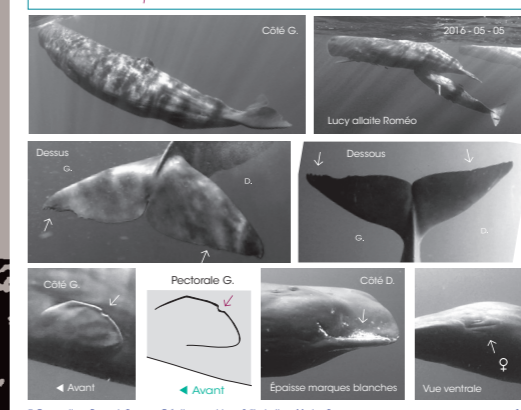 Côté G.
2016 - 05 - 05
Lucy allaite Roméo
Dessus
G.
D.
Dessous
G.
D.
Côté G.
◄ Avant
Pectorale G.
◄ Avant
Côté D.
Épaisse marques blanches
♀
Vue ventrale